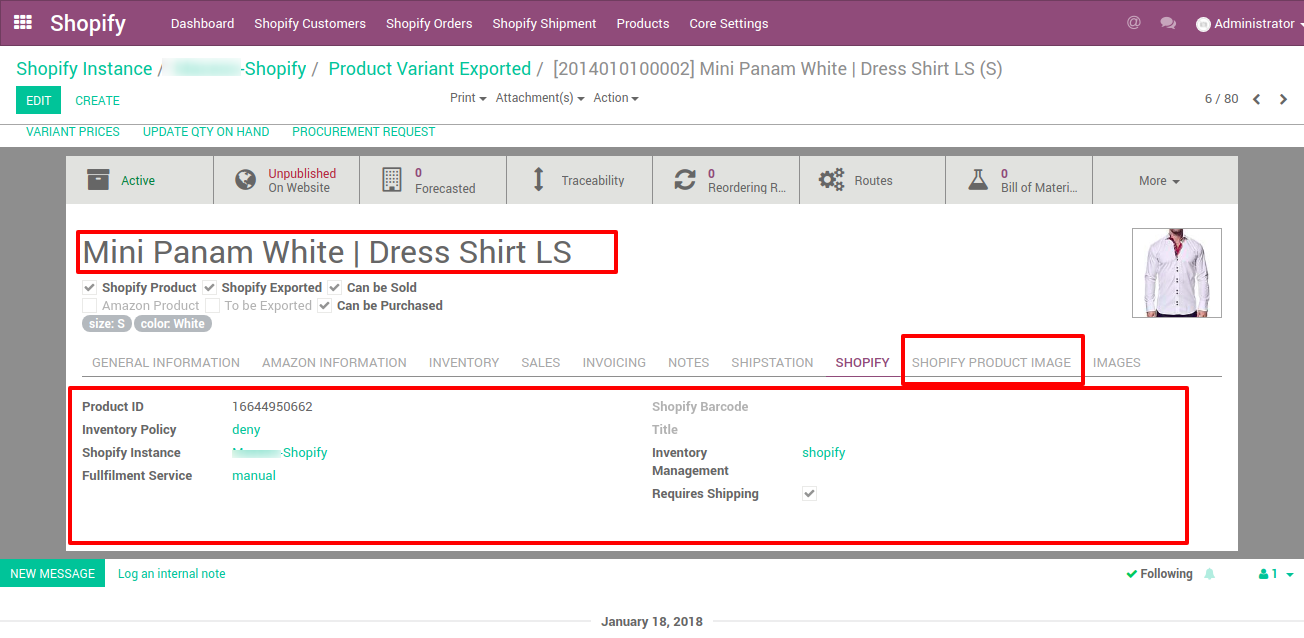 Shopify Dashboard Shopify Customers Shopify Orders Shopify Shipment Products Core Settings @ Administrator
Shopify Instance / -Shopify / Product Variant Exported / [2014010100002] Mini Panam White | Dress Shirt LS (S)
EDIT CREATE Print Attachment(s) Action 6 / 80
VARIANT PRICES UPDATE QTY ON HAND PROCUREMENT REQUEST
Active
Unpublished
On Website
0
Forecasted
Traceability
0
Reordering R...
Routes
0
Bill of Materi...
More
Mini Panam White | Dress Shirt LS
Shopify Product Shopify Exported Can be Sold
Amazon Product To be Exported Can be Purchased
size: S color: White
GENERAL INFORMATION AMAZON INFORMATION INVENTORY SALES INVOICING NOTES SHIPSTATION SHOPIFY SHOPIFY PRODUCT IMAGE IMAGES
Product ID 16644950662
Inventory Policy deny
Shopify Instance -Shopify
Fullfilment Service manual
Shopify Barcode
Title
Inventory shopify
Management
Requires Shipping
NEW MESSAGE Log an internal note Following 1
January 18, 2018